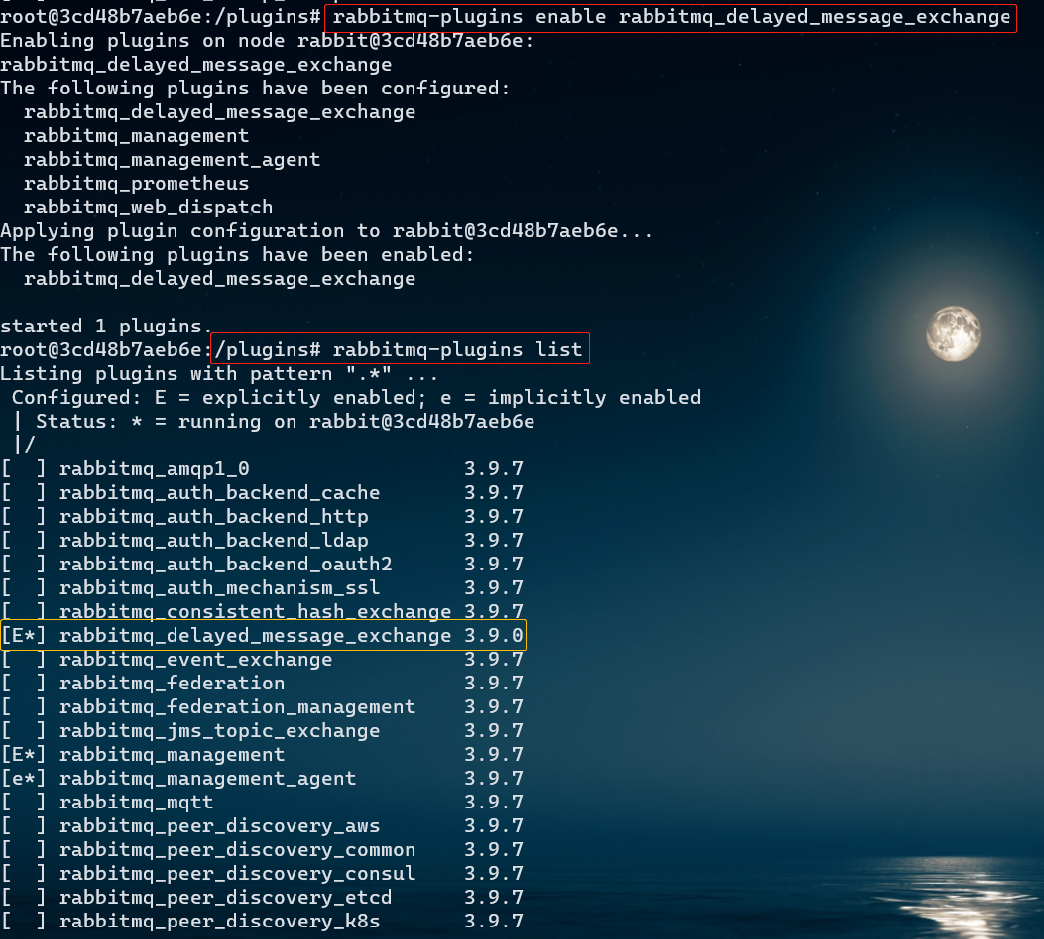 root@3cd48b7aeb6e:/plugins# rabbitmq-plugins enable rabbitmq_delayed_message_exchange
Enabling plugins on node rabbit@3cd48b7aeb6e:
rabbitmq_delayed_message_exchange
The following plugins have been configured:
  rabbitmq_delayed_message_exchange
  rabbitmq_management
  rabbitmq_management_agent
  rabbitmq_prometheus
  rabbitmq_web_dispatch
Applying plugin configuration to rabbit@3cd48b7aeb6e...
The following plugins have been enabled:
  rabbitmq_delayed_message_exchange
started 1 plugins.
root@3cd48b7aeb6e:/plugins# rabbitmq-plugins list
Listing plugins with pattern ".*" ...
 Configured: E = explicitly enabled; e = implicitly enabled
 | Status: * = running on rabbit@3cd48b7aeb6e
 |/
[  ] rabbitmq_amqp1_0                  3.9.7
[  ] rabbitmq_auth_backend_cache       3.9.7
[  ] rabbitmq_auth_backend_http        3.9.7
[  ] rabbitmq_auth_backend_ldap        3.9.7
[  ] rabbitmq_auth_backend_oauth2      3.9.7
[  ] rabbitmq_auth_mechanism_ssl       3.9.7
[  ] rabbitmq_consistent_hash_exchange 3.9.7
[E*] rabbitmq_delayed_message_exchange 3.9.0
[  ] rabbitmq_event_exchange           3.9.7
[  ] rabbitmq_federation               3.9.7
[  ] rabbitmq_federation_management    3.9.7
[  ] rabbitmq_jms_topic_exchange       3.9.7
[E*] rabbitmq_management               3.9.7
[e*] rabbitmq_management_agent         3.9.7
[  ] rabbitmq_mqtt                     3.9.7
[  ] rabbitmq_peer_discovery_aws       3.9.7
[  ] rabbitmq_peer_discovery_common    3.9.7
[  ] rabbitmq_peer_discovery_consul    3.9.7
[  ] rabbitmq_peer_discovery_etcd      3.9.7
[  ] rabbitmq_peer_discovery_k8s       3.9.7